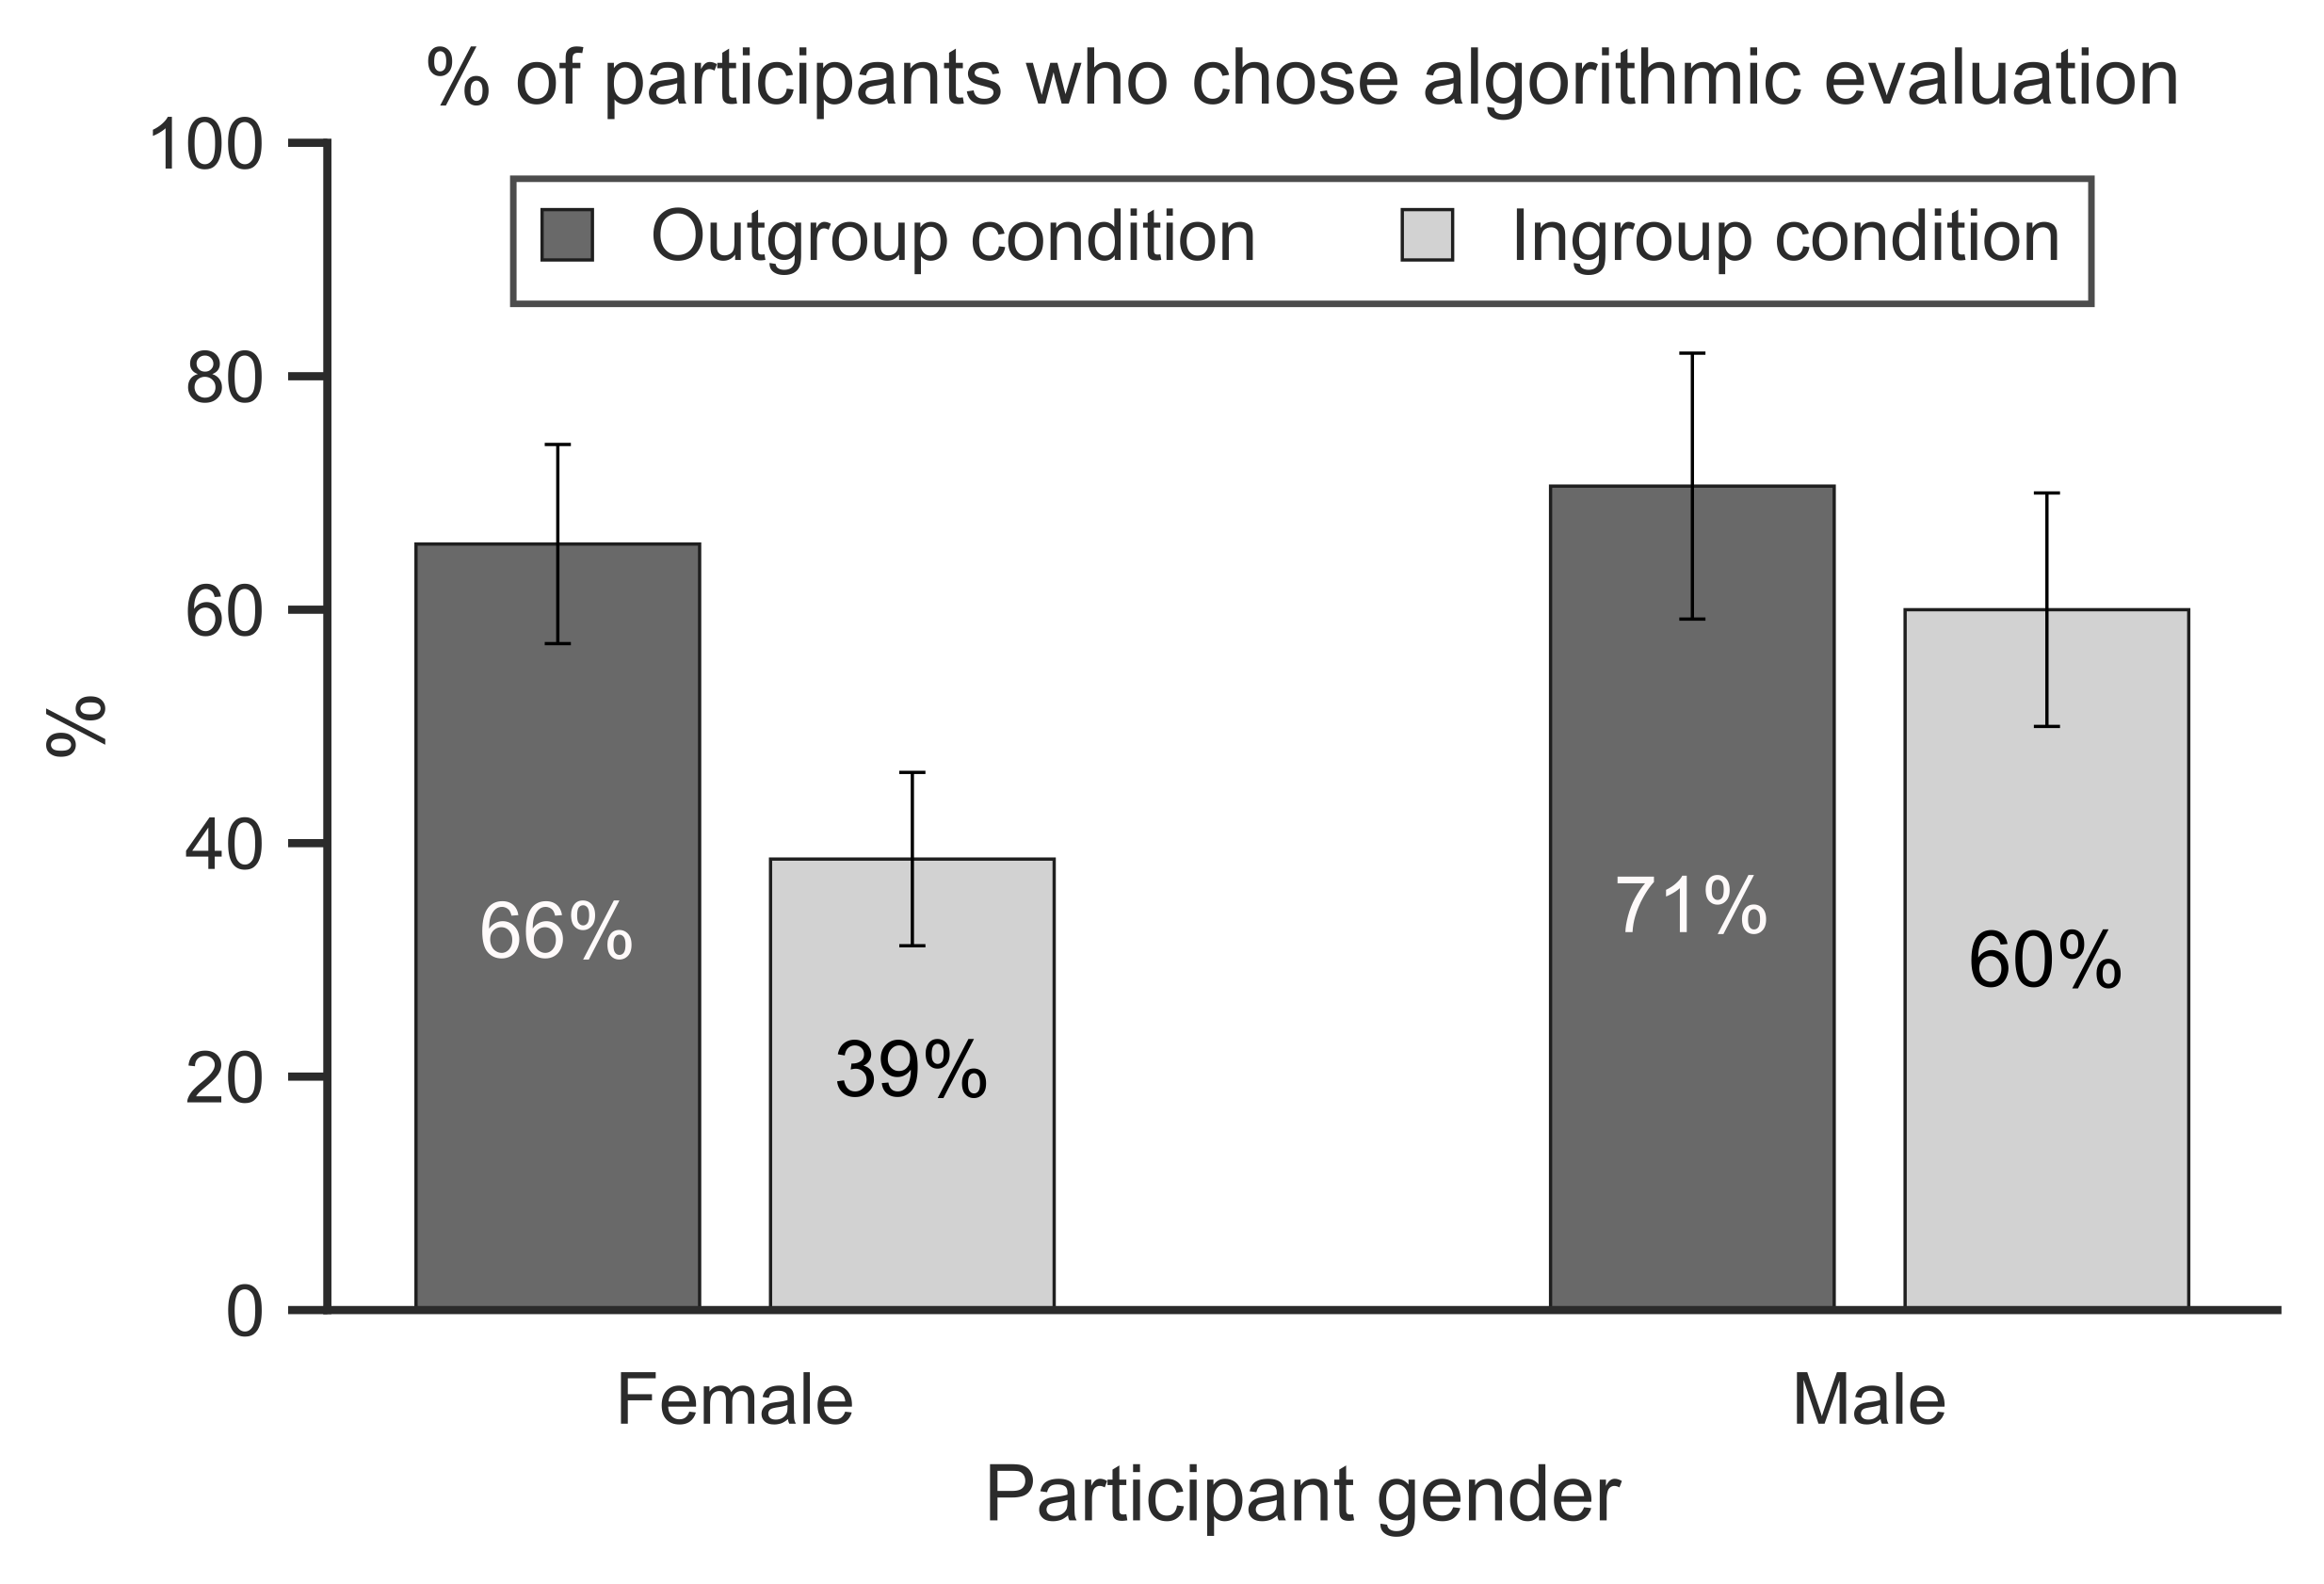 % of participants who chose algorithmic evaluation
Outgroup condition Ingroup condition
100
80
60
40
20
0
%
66%
39%
71%
60%
Female Male
Participant gender